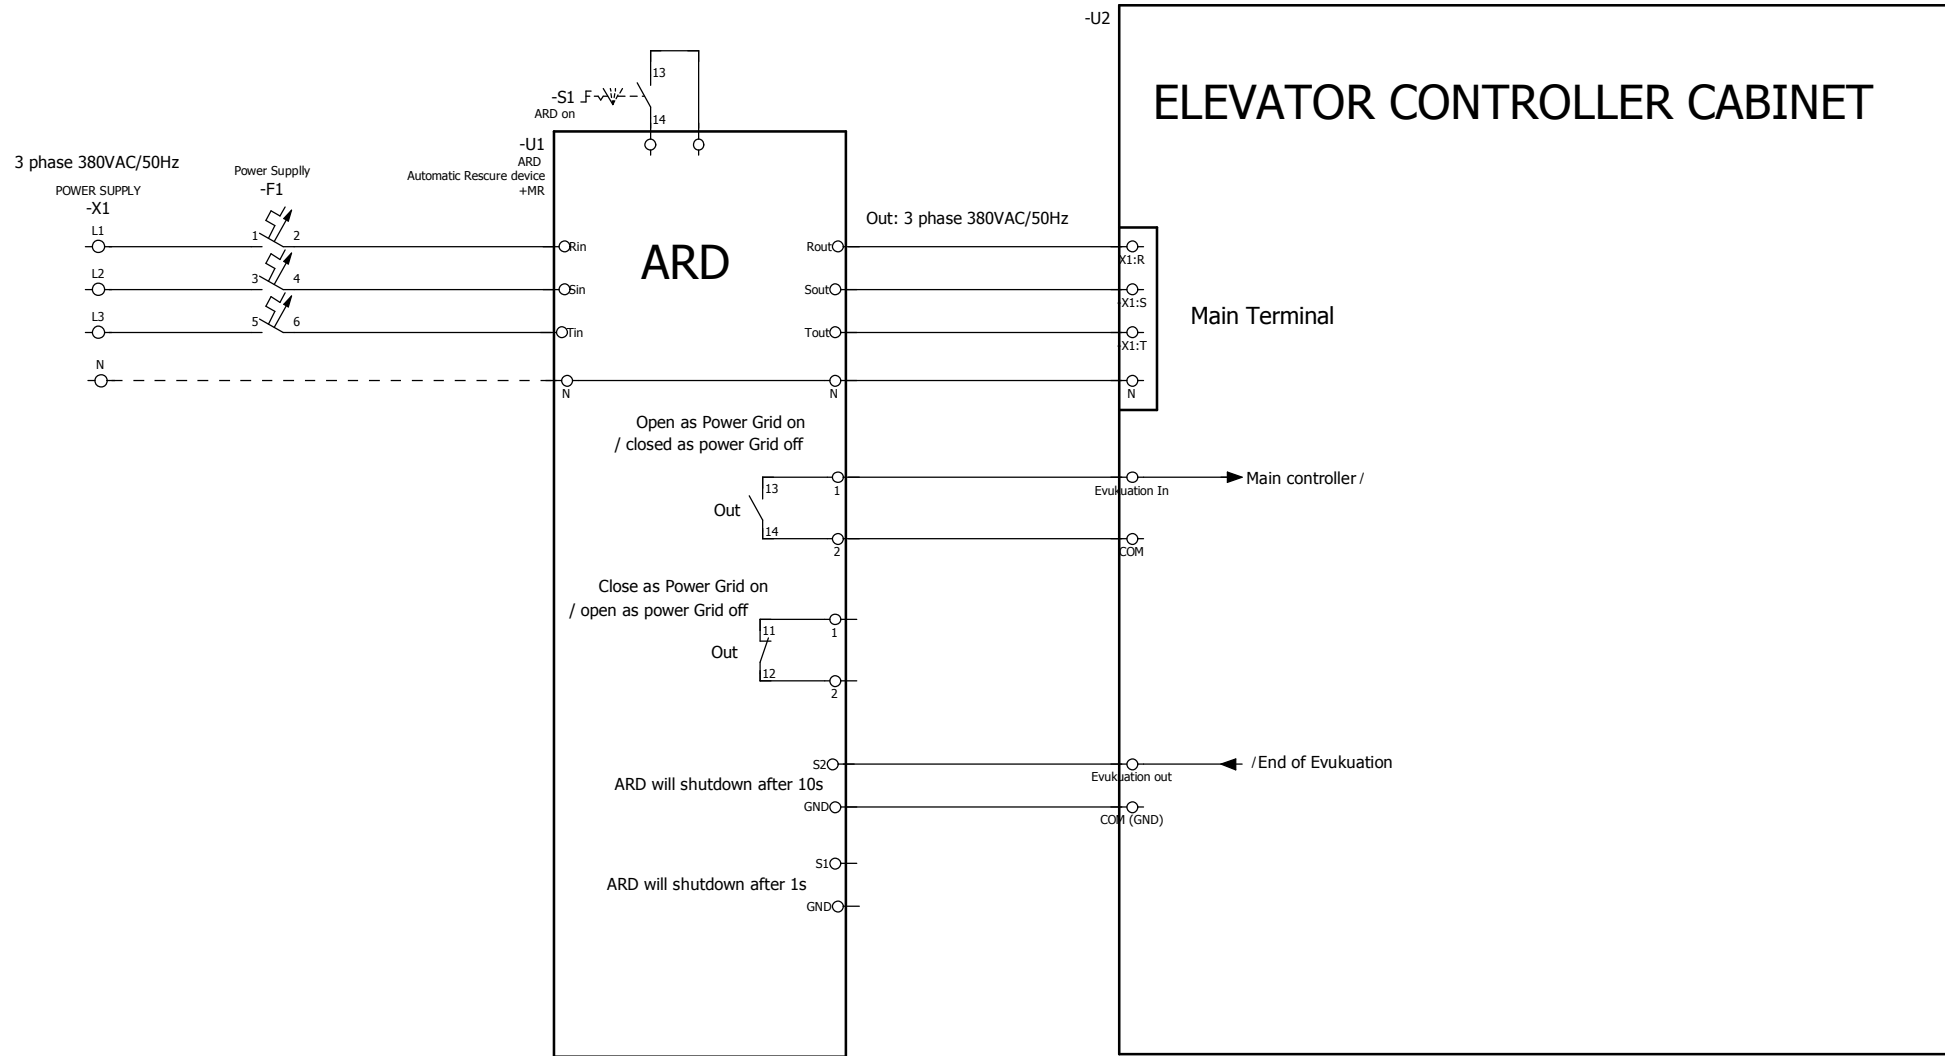 -U2
ELEVATOR CONTROLLER CABINET
13
-S1
ARD on
14
-U1
ARD
Automatic Rescure device
+MR
3 phase 380VAC/50Hz
POWER SUPPLY
-X1
Power Supplly
-F1
L1
1
2
L2
3
4
L3
5
6
N
Rin
Sin
Tin
N
ARD
Rout
Sout
Tout
N
Out: 3 phase 380VAC/50Hz
X1:R
X1:S
X1:T
N
Main Terminal
Open as Power Grid on
/ closed as power Grid off
13
Out
14
1
2
Evukuation In
Main controller /
COM
Close as Power Grid on
/ open as power Grid off
11
Out
12
1
2
S2
ARD will shutdown after 10s
GND
Evukuation out
/End of Evukuation
COM (GND)
S1
ARD will shutdown after 1s
GND